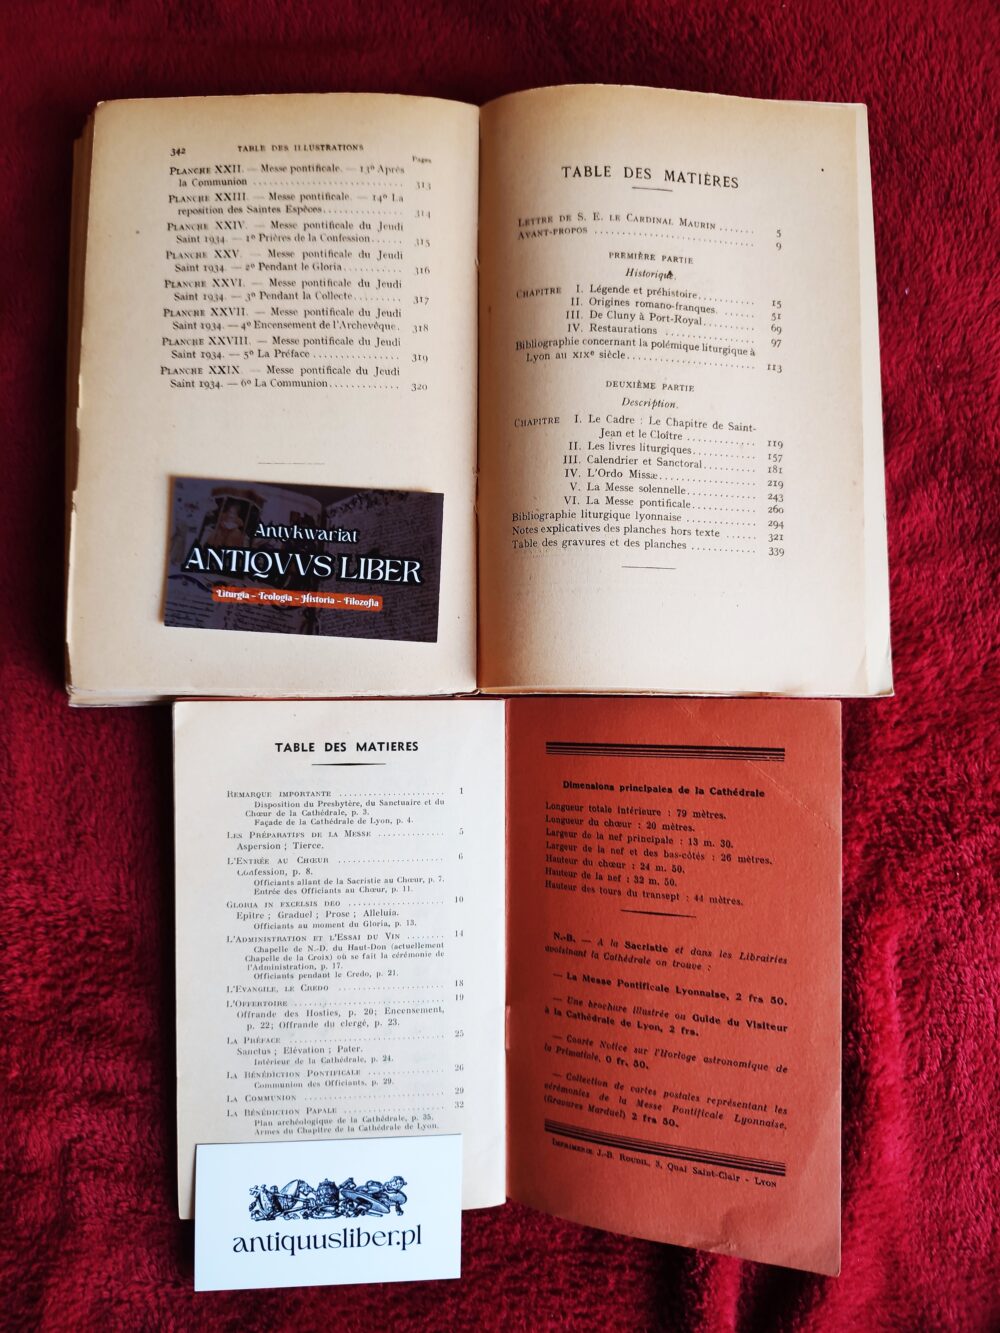 342 TABLE DES ILLUSTRATIONS
Pages
PLANCHE XXII. — Messe pontificale. — 13º Après
la Communion .......................... 313
PLANCHE XXIII. — Messe pontificale. — 14º La
reposition des Saintes Espèces............... 314
PLANCHE XXIV. — Messe pontificale du Jeudi
Saint 1934. — 1º Prières de la Confession...... 315
PLANCHE XXV. — Messe pontificale du Jeudi
Saint 1934. — 2º Pendant le Gloria........... 316
PLANCHE XXVI. — Messe pontificale du Jeudi
Saint 1934. — 3º Pendant la Collecte......... 317
PLANCHE XXVII. — Messe pontificale du Jeudi
Saint 1934. — 4º Encensement de l'Archevêque. 318
PLANCHE XXVIII. — Messe pontificale du Jeudi
Saint 1934. — 5º La Préface ................ 319
PLANCHE XXIX. — Messe pontificale du Jeudi
Saint 1934. — 6º La Communion............ 320
Antykwariat
ANTIQVVS LIBER
Liturgia – Teologia – Historia – Filozofia
TABLE DES MATIÈRES
LETTRE DE S. E. LE CARDINAL MAURIN ....... 5
AVANT-PROPOS ........................... 9
PREMIÈRE PARTIE
Historique.
CHAPITRE I. Légende et préhistoire........... 15
II. Origines romano-franques. ....... 51
III. De Cluny à Port-Royal.......... 69
IV. Restaurations ................ 97
Bibliographie concernant la polémique liturgique à
Lyon au XIXe siècle........................ 113
DEUXIÈME PARTIE
Description.
CHAPITRE I. Le Cadre : Le Chapitre de Saint-
Jean et le Cloître ............ 119
II. Les livres liturgiques............ 157
III. Calendrier et Sanctoral.......... 181
IV. L'Ordo Missæ................. 219
V. La Messe solennelle............. 243
VI. La Messe pontificale............ 260
Bibliographie liturgique lyonnaise ............ 294
Notes explicatives des planches hors texte ...... 321
Table des gravures et des planches ............ 339
TABLE DES MATIERES
REMARQUE IMPORTANTE .................... 1
Disposition du Presbytère, du Sanctuaire et du
Chœur de la Cathédrale, p. 3.
Façade de la Cathédrale de Lyon, p. 4.
LES PRÉPARATIFS DE LA MESSE .............. 5
Aspersion ; Tierce.
L'ENTRÉE AU CHŒUR .................... 6
Confession, p. 8.
Officiants allant de la Sacristie au Chœur, p. 7.
Entrée des Officiants au Chœur, p. 11.
GLORIA IN EXCELSIS DEO .................. 10
Epitre ; Graduel ; Prose ; Alleluia.
Officiants au moment du Gloria, p. 13.
L'ADMINISTRATION ET L'ESSAI DU VIN ........ 14
Chapelle de N.-D. du Haut-Don (actuellement
Chapelle de la Croix) où se fait la cérémonie de
l'Administration, p. 17.
Officiants pendant le Credo, p. 21.
L'EVANGILE, LE CREDO .................... 18
L'OFFERTOIRE .......................... 19
Offrande des Hosties, p. 20; Encensement,
p. 22; Offrande du clergé, p. 23.
LA PRÉFACE ............................ 25
Sanctus ; Elévation ; Pater.
Intérieur de la Cathédrale, p. 24.
LA BÉNÉDICTION PONTIFICALE .............. 26
Communion des Officiants, p. 29.
LA COMMUNION ........................ 29
LA BÉNÉDICTION PAPALE .................. 32
Plan archéologique de la Cathédrale, p. 35.
Armes du Chapitre de la Cathédrale de Lyon.
antiquusliber.pl
Dimensions principales de la Cathédrale
Longueur totale intérieure : 79 mètres.
Longueur du chœur : 20 mètres.
Largeur de la nef principale : 13 m. 30.
Largeur de la nef et des bas-côtés : 26 mètres.
Hauteur du chœur : 24 m. 50.
Hauteur de la nef : 32 m. 50.
Hauteur des tours du transept : 44 mètres.
N.-B. — A la Sacristie et dans les Librairies
avoisinant la Cathédrale on trouve :
— La Messe Pontificale Lyonnaise, 2 frs 50.
— Une brochure illustrée ou Guide du Visiteur
à la Cathédrale de Lyon, 2 frs.
— Courte Notice sur l'Horloge astronomique de
la Primatiale, 0 fr. 50.
— Collection de cartes postales représentant les
cérémonies de la Messe Pontificale Lyonnaise,
(Gravures Marduel) 2 frs 50.
IMPRIMERIE J.-B. ROUDIL, 3, Quai Saint-Clair - LYON